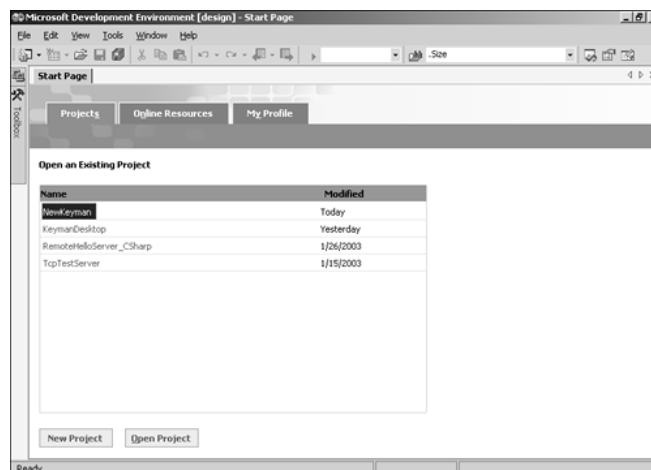 Microsoft Development Environment [design] - Start Page
File Edit View Tools Window Help
.Size
Start Page
Toolbox
Projects Online Resources My Profile
Open an Existing Project
Name Modified
NewKeyman Today
KeymanDesktop Yesterday
RemoteHelloServer_CSharp 1/26/2003
TcpTestServer 1/15/2003
New Project Open Project
Ready